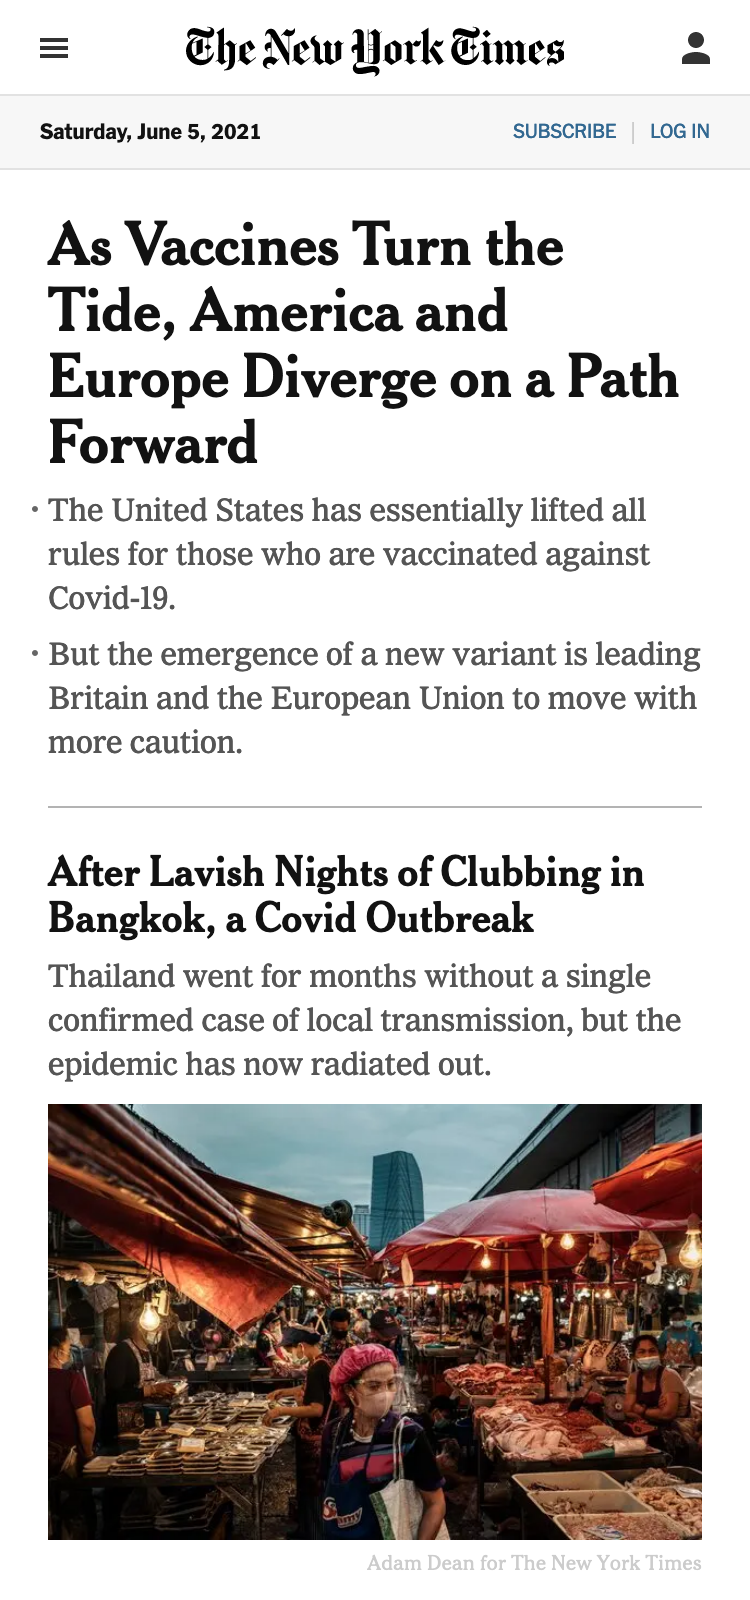 The New York Times
Saturday, June 5, 2021
SUBSCRIBE | LOG IN
As Vaccines Turn the
Tide, America and
Europe Diverge on a Path
Forward
• The United States has essentially lifted all
rules for those who are vaccinated against
Covid-19.
• But the emergence of a new variant is leading
Britain and the European Union to move with
more caution.
After Lavish Nights of Clubbing in
Bangkok, a Covid Outbreak
Thailand went for months without a single
confirmed case of local transmission, but the
epidemic has now radiated out.
Adam Dean for The New York Times